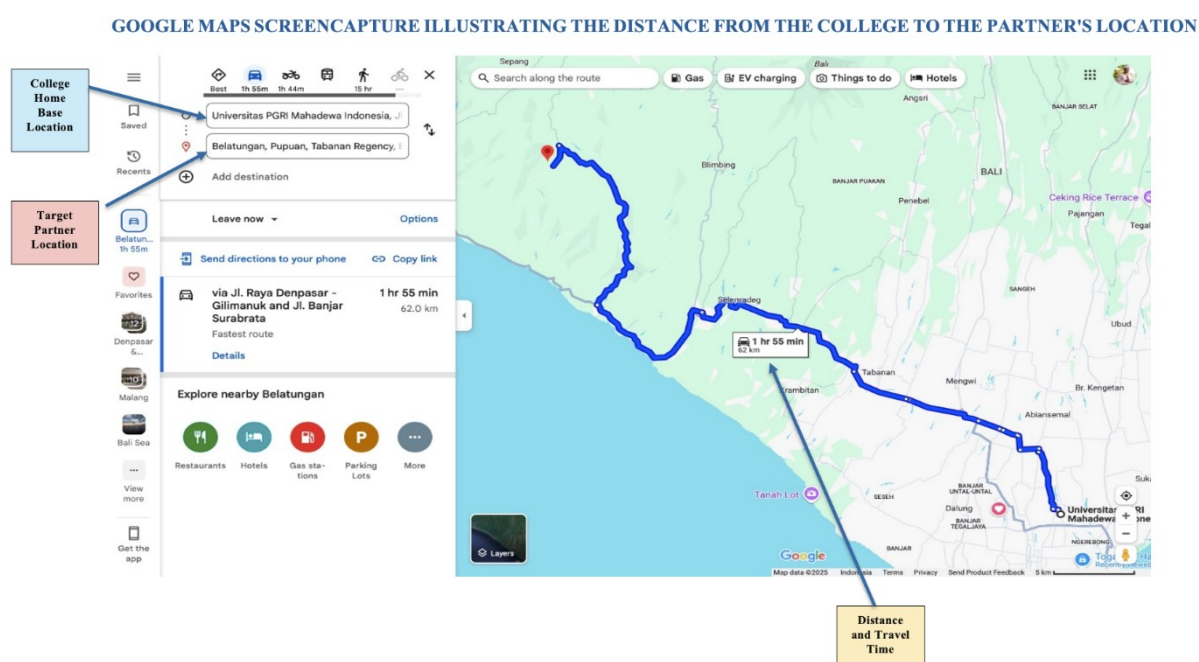 GOOGLE MAPS SCREENCAPTURE ILLUSTRATING THE DISTANCE FROM THE COLLEGE TO THE PARTNER'S LOCATION
College
Home
Base
Location
Target
Partner
Location
Saved
Recents
Belatun...
1h 55m
Favorites
12
Denpasar
&...
10
Malang
Bali Sea
View
more
Get the
app
Best 1h 55m 1h 44m 15 hr ---
Universitas PGRI Mahadewa Indonesia,
Belatungan, Pupuan, Tabanan Regency,
Add destination
Leave now Options
Send directions to your phone Copy link
via Jl. Raya Denpasar - 1 hr 55 min
Gilimanuk and Jl. Banjar 62.0 km
Surabrata
Fastest route
Details
Explore nearby Belatungan
P
Restaurants Hotels Gas sta-
tions Parking
Lots More
Search along the route Gas EV charging Things to do Hotels
Sepang
Bali
Angsri
BANJAR SELAT
Blimbing
BALI
BANJAR PUAKAN
Penebel
Ceking Rice Terrace
Pajangan
Tegal
SANGEH
Selemadeg
Ubud
1 hr 55 min
62 km
Tabanan
Mengwi
Br. Kengetan
Abiansemal
Tanah Lot
SESEH
BANJAR
UNTAL-UNTAL
Dalung
BANJAR
TEGALJAYA
Mahadewa
NGEREBONG
BANJAR
Layers
Google
Map data ©2025 Indonesia Terms Privacy Send Product Feedback 5 km
Distance
and Travel
Time